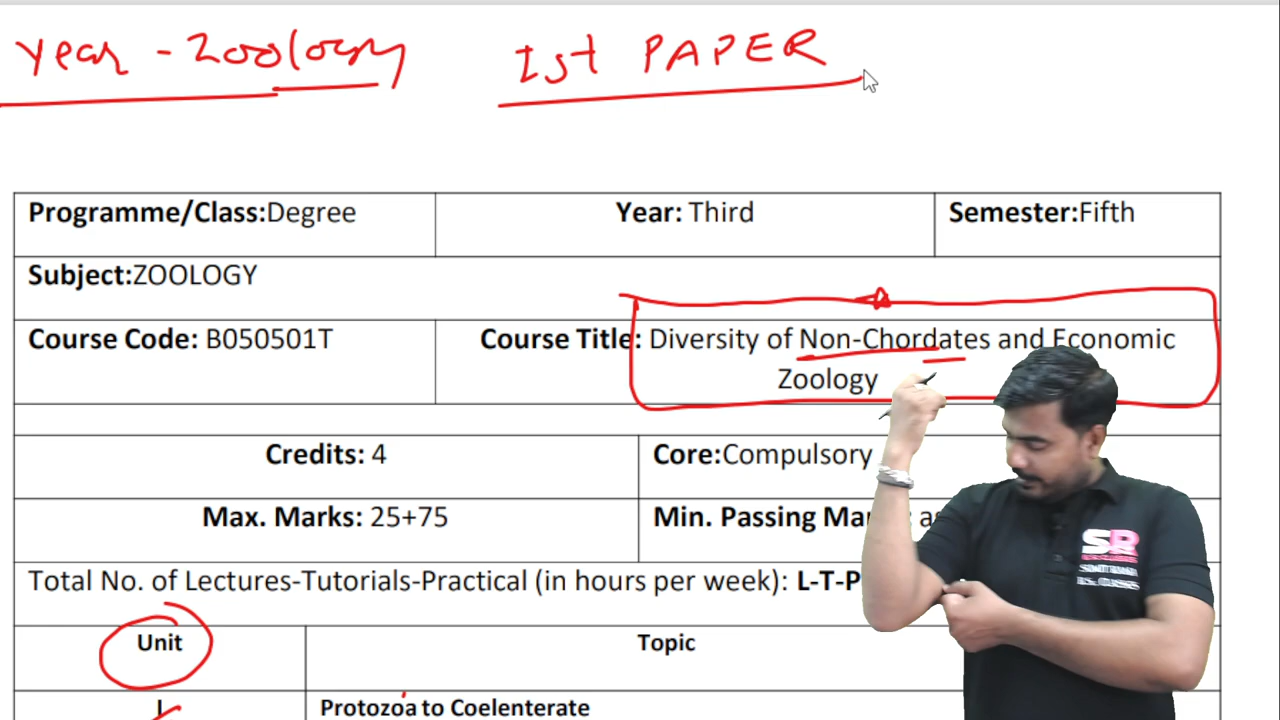 year - Zoology Ist PAPER
Programme/Class:Degree Year: Third Semester:Fifth
Subject:ZOOLOGY
Course Code: B050501T Course Title: Diversity of Non-Chordates and Economic
Zoology
Credits: 4 Core:Compulsory
Max. Marks: 25+75 Min. Passing
Total No. of Lectures-Tutorials-Practical (in hours per week): L-T-P
Unit Topic
I Protozoa to Coelenterate
SR